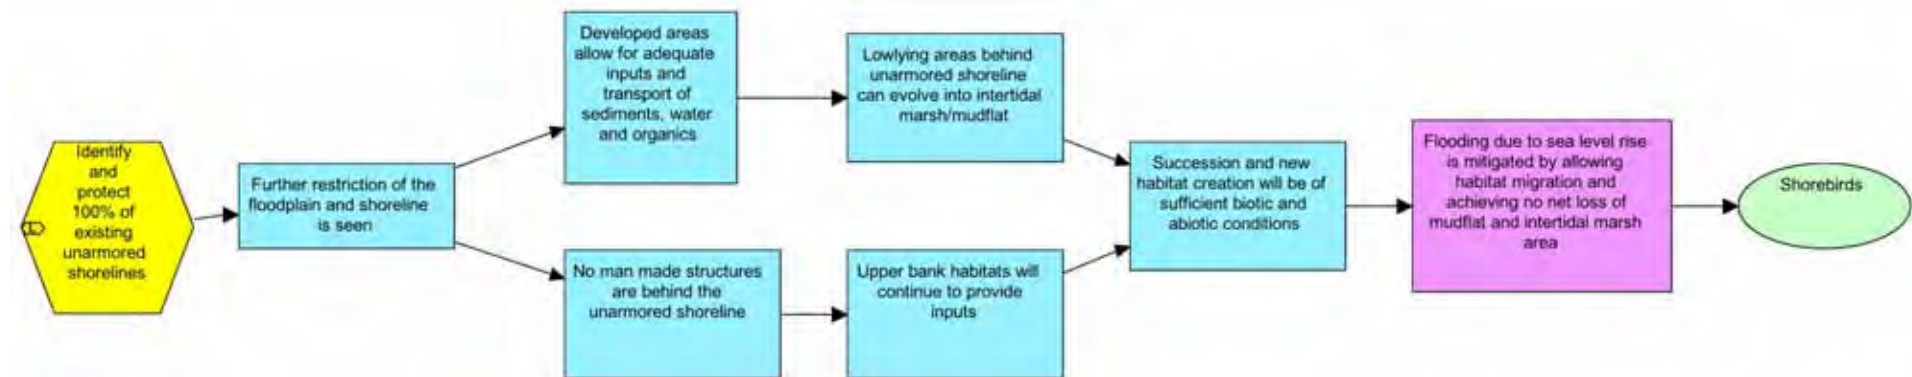 Identify
and
protect
100% of
existing
unarmored
shorelines
Further restriction of the
floodplain and shoreline
is seen
Developed areas
allow for adequate
inputs and
transport of
sediments, water
and organics
Lowlying areas behind
unarmored shoreline
can evolve into intertidal
marsh/mudflat
No man made structures
are behind the
unarmored shoreline
Upper bank habitats will
continue to provide
inputs
Succession and new
habitat creation will be of
sufficient biotic and
abiotic conditions
Flooding due to sea level rise
is mitigated by allowing
habitat migration and
achieving no net loss of
mudflat and intertidal marsh
area
Shorebirds